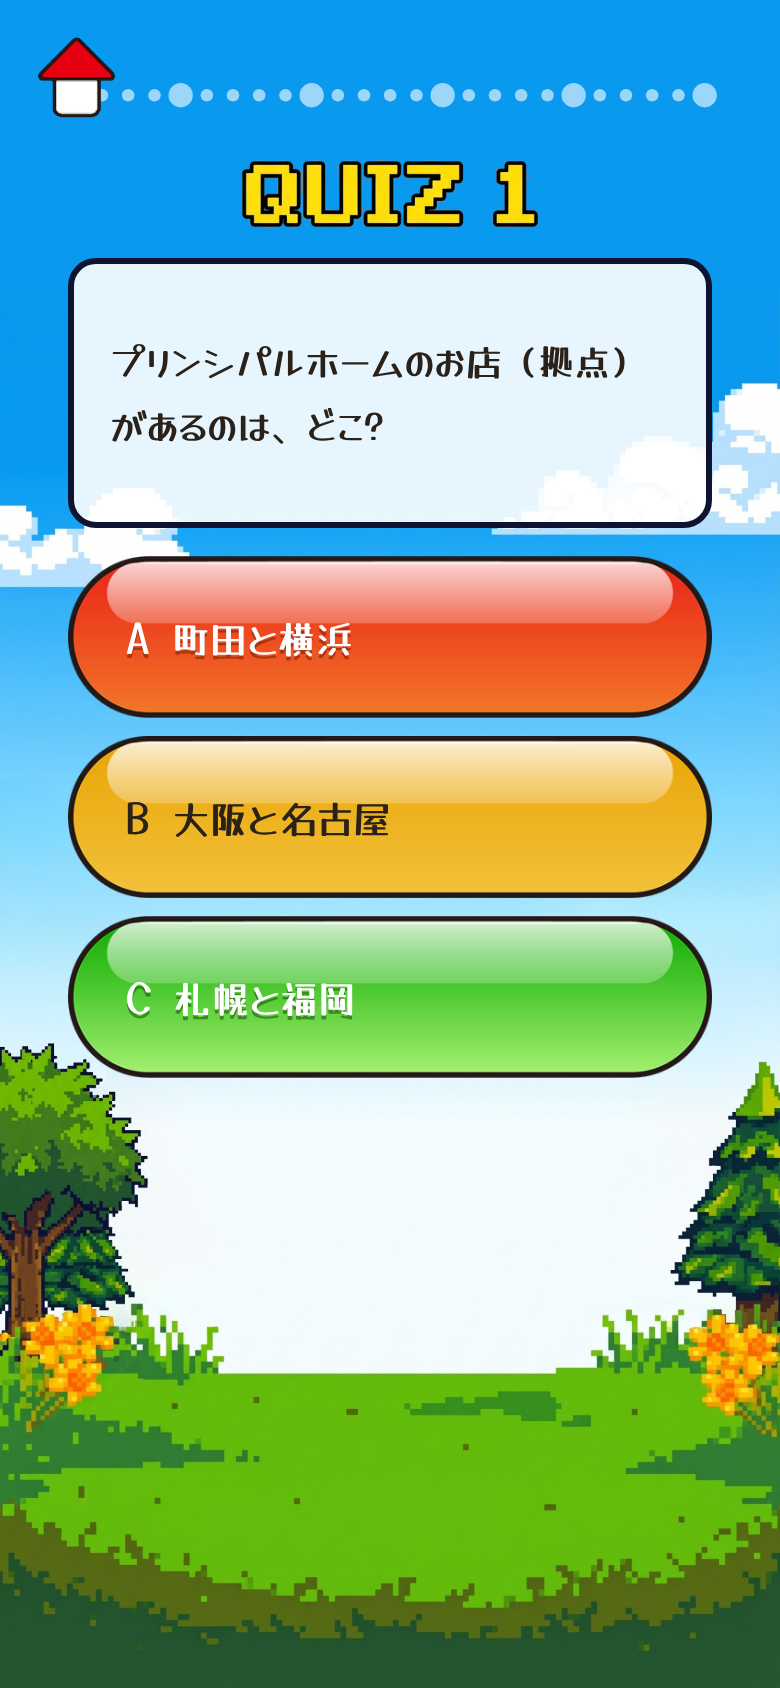 QUIZ 1
プリンシパルホームのお店（拠点）
があるのは、どこ？
A 町田と横浜
B 大阪と名古屋
C 札幌と福岡